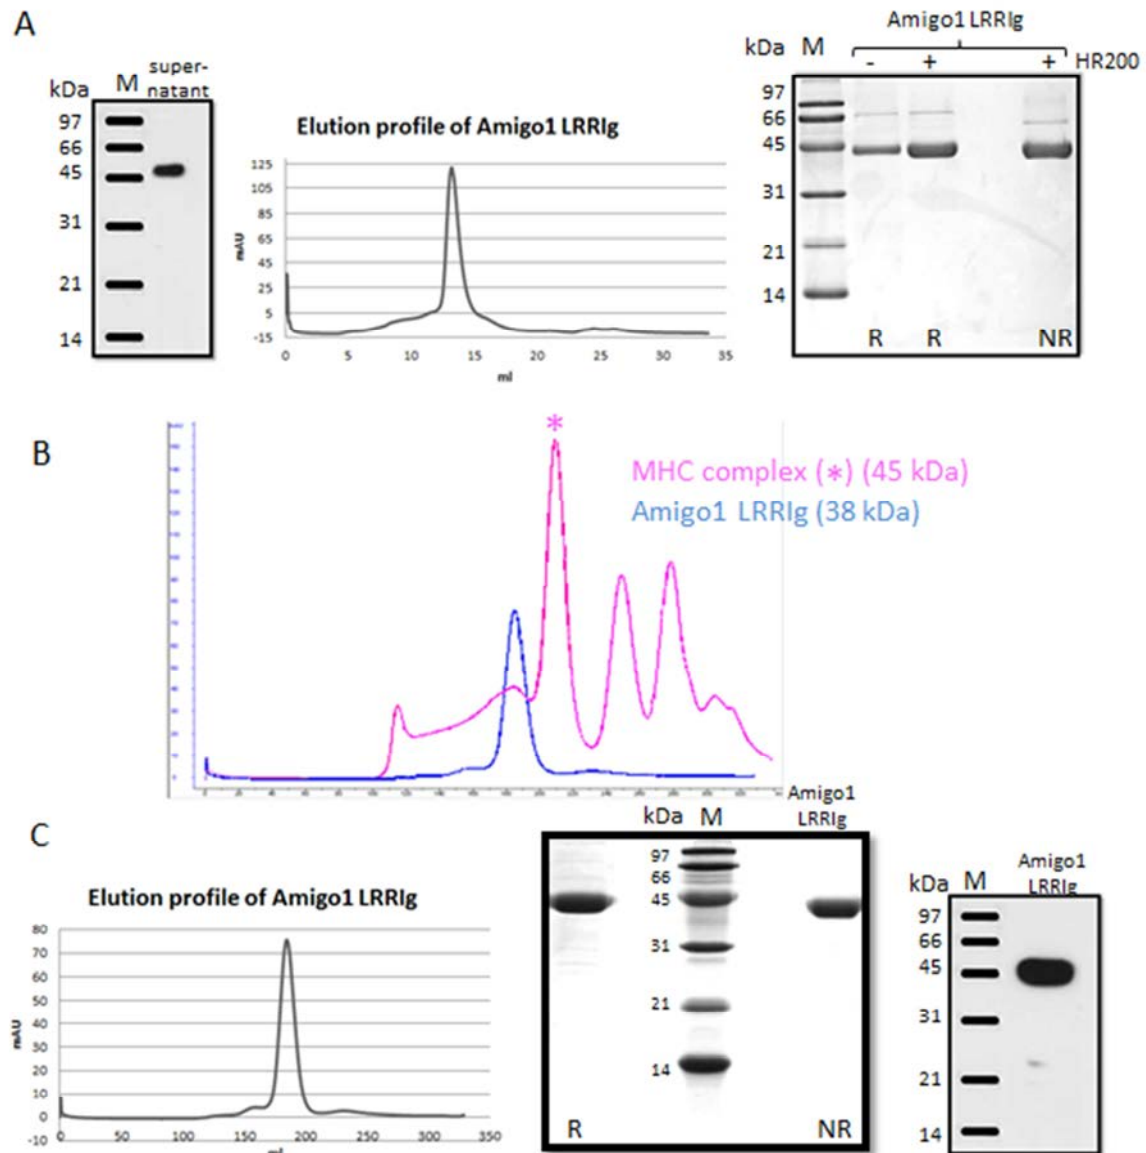 A
kDa M super-
natant
97
66
45
31
21
14
Elution profile of Amigo1 LRRIg
125
105
85
65
45
25
5
-15
mAU
0 5 10 15 20 25 30 35
ml
Amigo1 LRRIg
kDa M - + + HR200
97
66
45
31
21
14
R R NR
B
*
MHC complex (*) (45 kDa)
Amigo1 LRRIg (38 kDa)
C
Elution profile of Amigo1 LRRIg
80
70
60
50
40
30
20
10
0
-10
mAU
0 50 100 150 200 250 300 350
ml
kDa M Amigo1
LRRIg
97
66
45
31
21
14
R NR
kDa M Amigo1
LRRIg
97
66
45
31
21
14